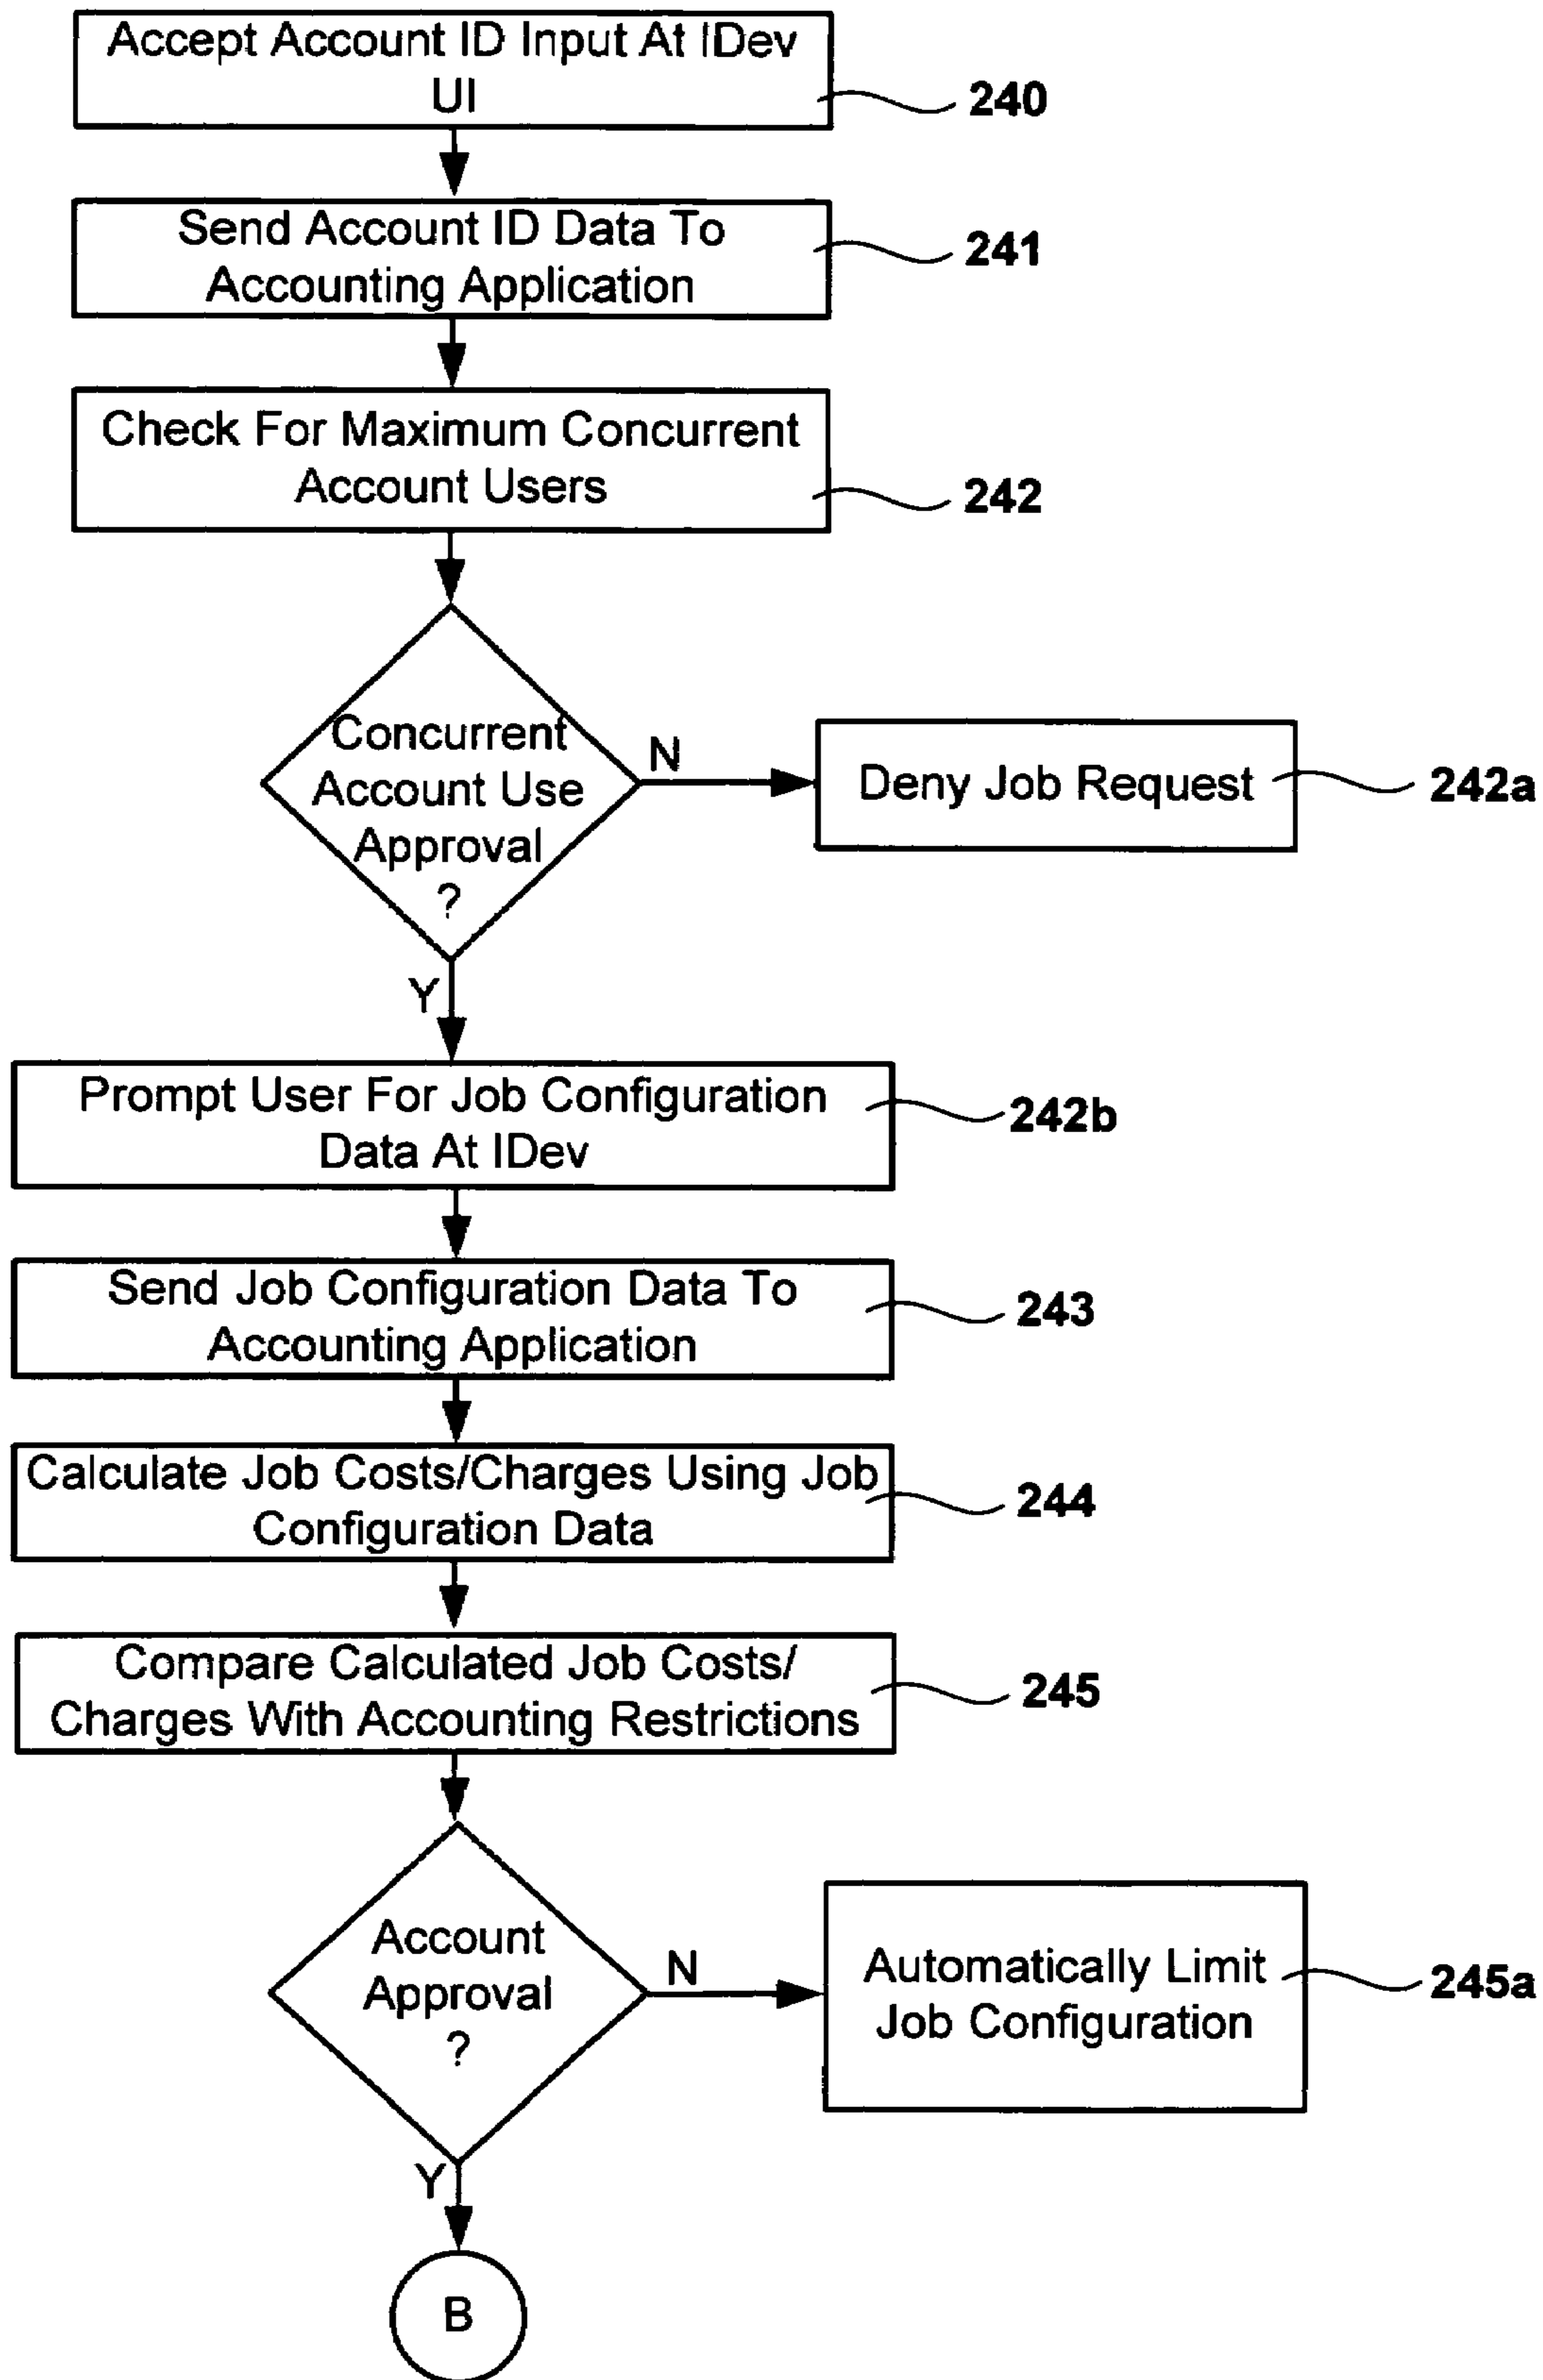 Accept Account ID Input At IDev
UI
240
Send Account ID Data To
Accounting Application
241
Check For Maximum Concurrent
Account Users
242
Concurrent
Account Use
Approval
?
N
Deny Job Request
242a
Y
Prompt User For Job Configuration
Data At IDev
242b
Send Job Configuration Data To
Accounting Application
243
Calculate Job Costs/Charges Using Job
Configuration Data
244
Compare Calculated Job Costs/
Charges With Accounting Restrictions
245
Account
Approval
?
N
Automatically Limit
Job Configuration
245a
Y
B